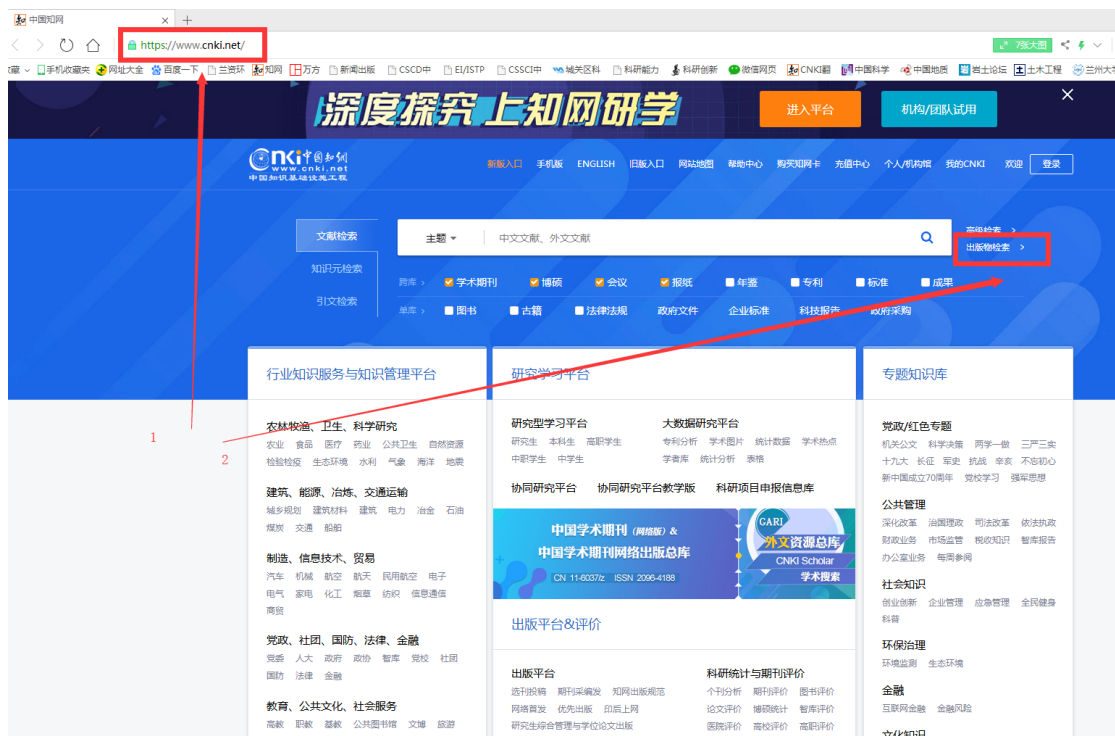 中国知网
https://www.cnki.net/
7张大图
收藏 手机收藏夹 网址大全 百度一下 兰资环 知网 万方 新闻出版 CSCD中 EI/ISTP CSSCI中 城关区科 科研能力 科研创新 微信网页 CNKI翻 中国科学 中国地质 岩土论坛 土木工程 兰州大学
深度探究 上知网研学 进入平台 机构/团队试用
Cnki中国知网
www.cnki.net
中国知识基础设施工程
新版入口 手机版 ENGLISH 旧版入口 网站地图 帮助中心 购买知网卡 充值中心 个人/机构馆 我的CNKI 欢迎 登录
文献检索 主题 中文文献、外文文献 高级检索 >
出版物检索 >
知识元检索
跨库 > 学术期刊 博硕 会议 报纸 年鉴 专利 标准 成果
引文检索
单库 > 图书 古籍 法律法规 政府文件 企业标准 科技报告 政府采购
行业知识服务与知识管理平台
农林牧渔、卫生、科学研究
农业 食品 医疗 药业 公共卫生 自然资源
检验检疫 生态环境 水利 气象 海洋 地震
建筑、能源、冶炼、交通运输
城乡规划 建筑材料 建筑 电力 冶金 石油
煤炭 交通 船舶
制造、信息技术、贸易
汽车 机械 航空 航天 民用航空 电子
电气 家电 化工 烟草 纺织 信息通信
商贸
党政、社团、国防、法律、金融
党委 人大 政府 政协 智库 党校 社团
国防 法律 金融
教育、公共文化、社会服务
高教 职教 基教 公共图书馆 文博 旅游
研究学习平台
研究型学习平台
研究生 本科生 高职学生
中职学生 中学生
大数据研究平台
专利分析 学术图片 统计数据 学术热点
学者库 统计分析 表格
协同研究平台 协同研究平台教学版 科研项目申报信息库
中国学术期刊（网络版）&
中国学术期刊网络出版总库
CN 11-6037/z ISSN 2096-4188
GARI
外文资源总库
CNKI Scholar
学术搜索
出版平台&评价
出版平台
选刊投稿 期刊采编发 知网出版规范
网络首发 优先出版 印后上网
研究生综合管理与学位论文出版
科研统计与期刊评价
个刊分析 期刊评价 图书评价
论文评价 博硕统计 智库评价
医院评价 高校评价 高职评价
专题知识库
党政/红色专题
机关公文 科学决策 两学一做 三严三实
十九大 长征 军史 抗战 辛亥 不忘初心
新中国成立70周年 党校学习 强军思想
公共管理
深化改革 治国理政 司法改革 依法执政
财政业务 市场监管 税收知识 智库报告
办公室业务 每周参阅
社会知识
创业创新 企业管理 应急管理 全民健身
科普
环保治理
环境监测 生态环境
金融
互联网金融 金融风险
文化知识
1
2